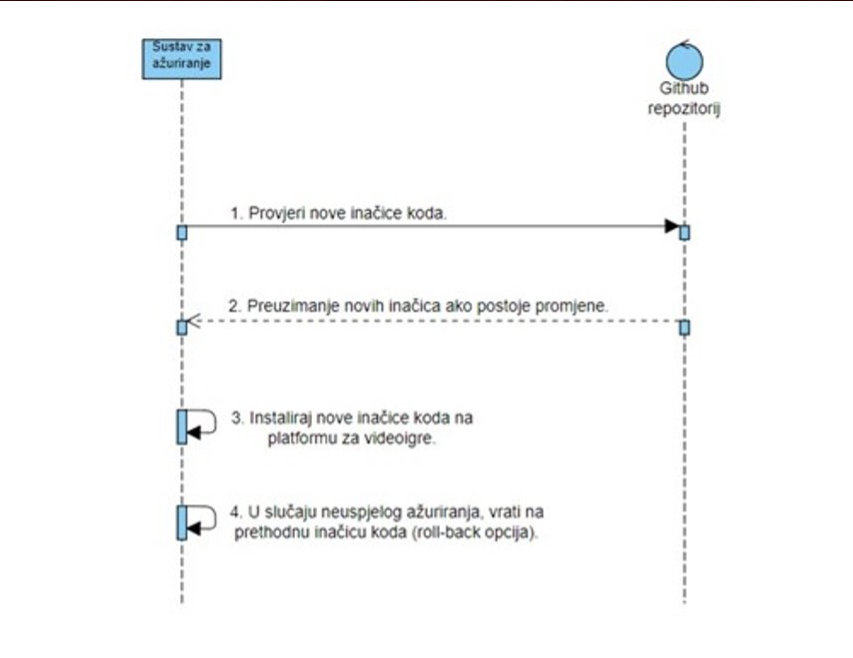 Sustav za
ažuriranje
Github
repozitorij
1. Provjeri nove inačice koda.
2. Preuzimanje novih inačica ako postoje promjene.
3. Instaliraj nove inačice koda na
platformu za videoigre.
4. U slučaju neuspjelog ažuriranja, vrati na
prethodnu inačicu koda (roll-back opcija).